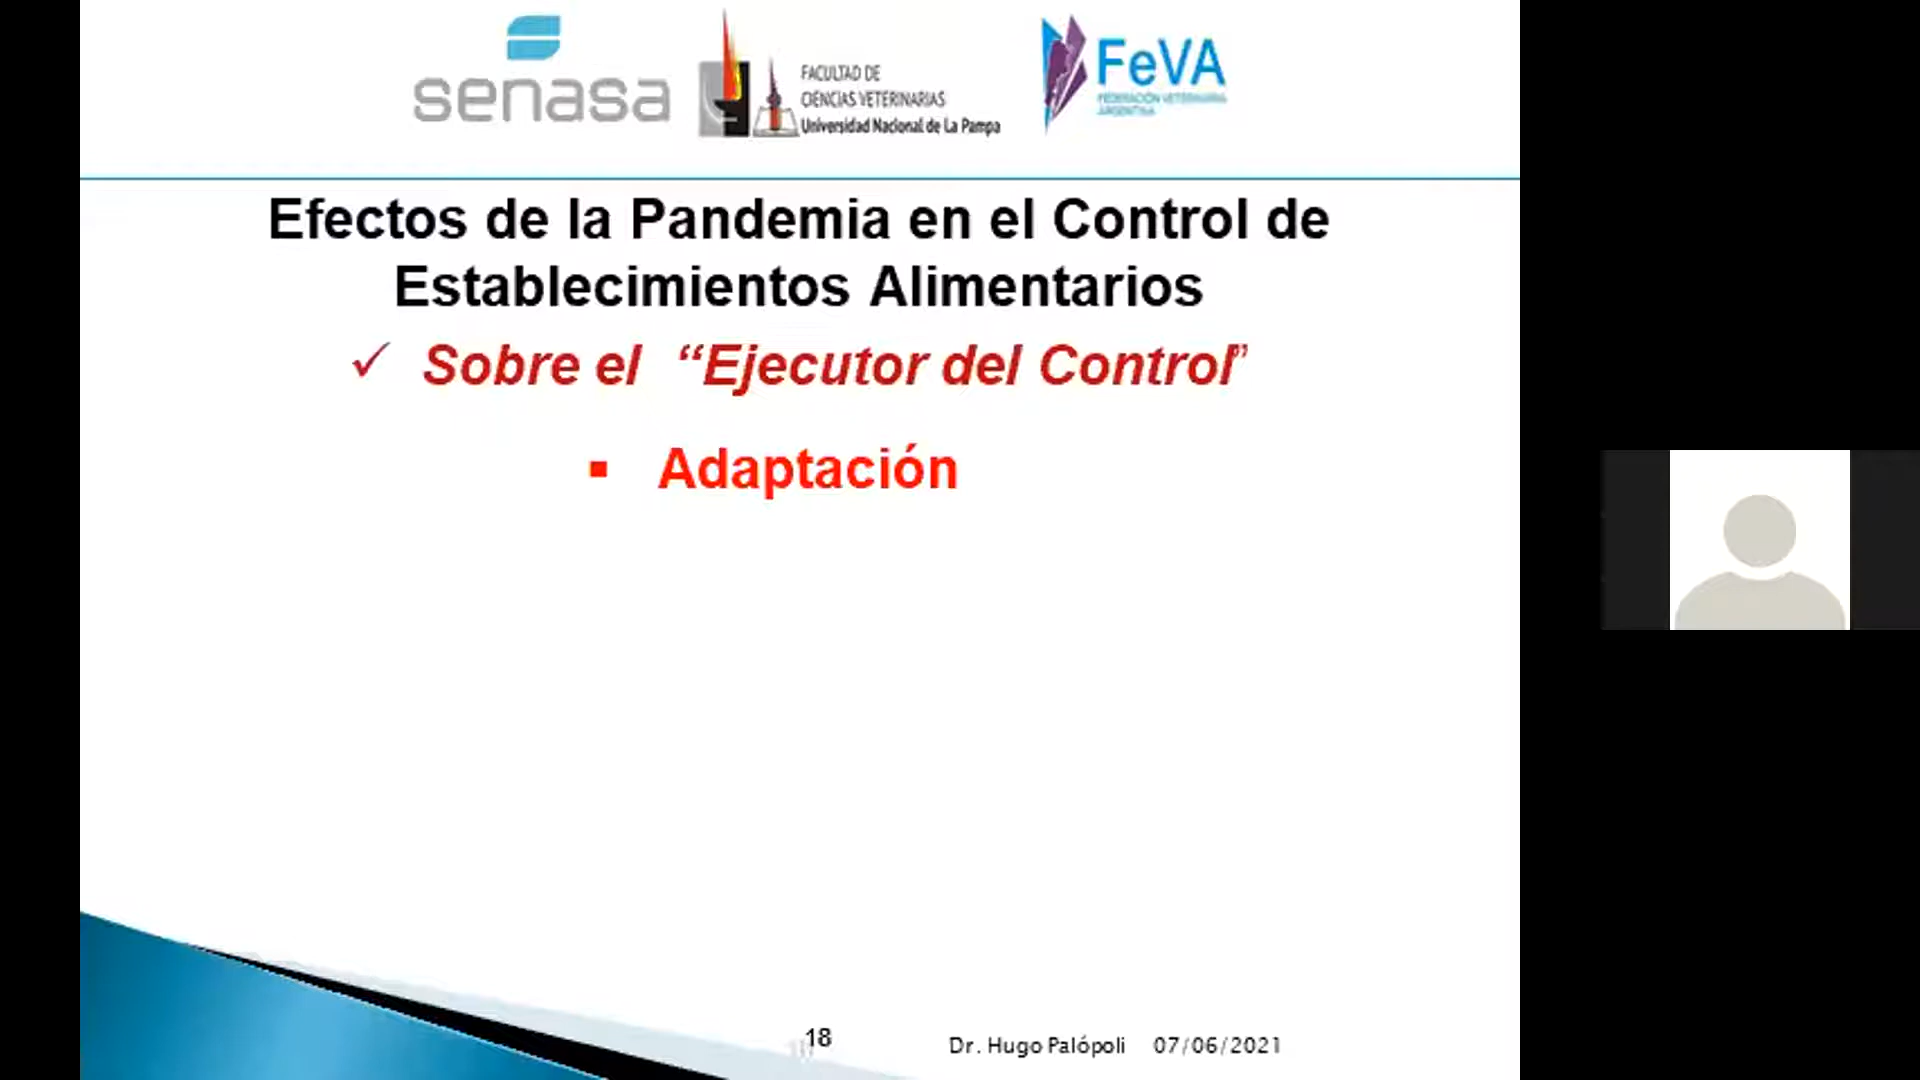 senasa
FACULTAD DE
CIENCIAS VETERINARIAS
Universidad Nacional de La Pampa
FeVA
FEDERACIÓN VETERINARIA
ARGENTINA
Efectos de la Pandemia en el Control de
Establecimientos Alimentarios
✓ Sobre el “Ejecutor del Control”
▪ Adaptación
18
Dr. Hugo Palópoli 07/06/2021